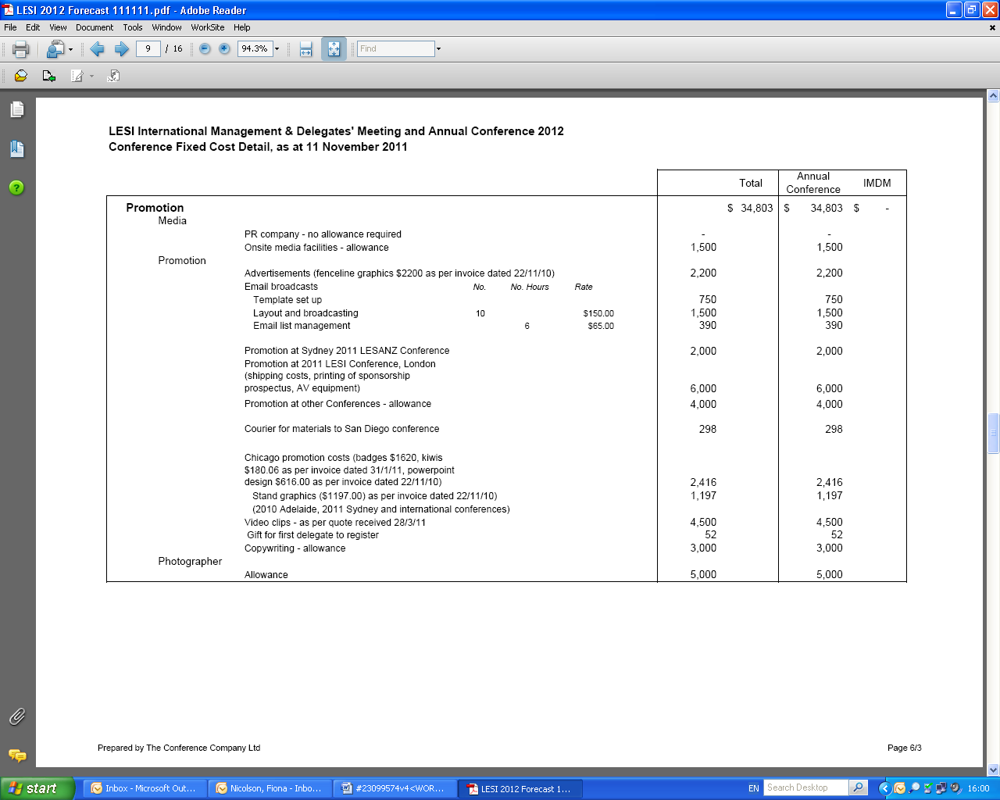 LESI 2012 Forecast 111111.pdf - Adobe Reader
File Edit View Document Tools Window WorkSite Help
9 / 16 94.3% Find
LESI International Management & Delegates' Meeting and Annual Conference 2012
Conference Fixed Cost Detail, as at 11 November 2011
Total Annual Conference IMDM
Promotion $ 34,803 $ 34,803 $ -
Media
PR company - no allowance required - -
Onsite media facilities - allowance 1,500 1,500
Promotion
Advertisements (fenceline graphics $2200 as per invoice dated 22/11/10) 2,200 2,200
Email broadcasts No. No. Hours Rate
Template set up 750 750
Layout and broadcasting 10 $150.00 1,500 1,500
Email list management 6 $65.00 390 390
Promotion at Sydney 2011 LESANZ Conference 2,000 2,000
Promotion at 2011 LESI Conference, London
(shipping costs, printing of sponsorship
prospectus, AV equipment) 6,000 6,000
Promotion at other Conferences - allowance 4,000 4,000
Courier for materials to San Diego conference 298 298
Chicago promotion costs (badges $1620, kiwis
$180.06 as per invoice dated 31/1/11, powerpoint
design $616.00 as per invoice dated 22/11/10) 2,416 2,416
Stand graphics ($1197.00) as per invoice dated 22/11/10) 1,197 1,197
(2010 Adelaide, 2011 Sydney and international conferences)
Video clips - as per quote received 28/3/11 4,500 4,500
Gift for first delegate to register 52 52
Copywriting - allowance 3,000 3,000
Photographer
Allowance 5,000 5,000
Prepared by The Conference Company Ltd Page 6/3
start Inbox - Microsoft Out... Nicolson, Fiona - Inbo... #23099574v4<WOR... LESI 2012 Forecast 1... EN Search Desktop 16:00